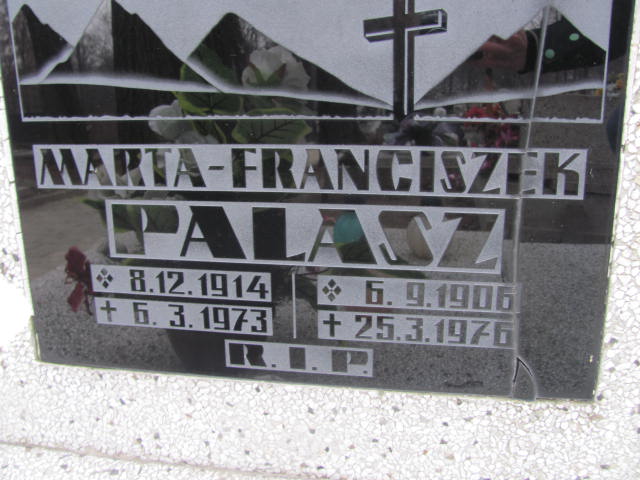 MARTA-FRANCISZEK
PALASZ
❖ 8.12.1914 ❖ 6.9.1906
✝ 6.3.1973 ✝ 25.3.1976
R.I.P.